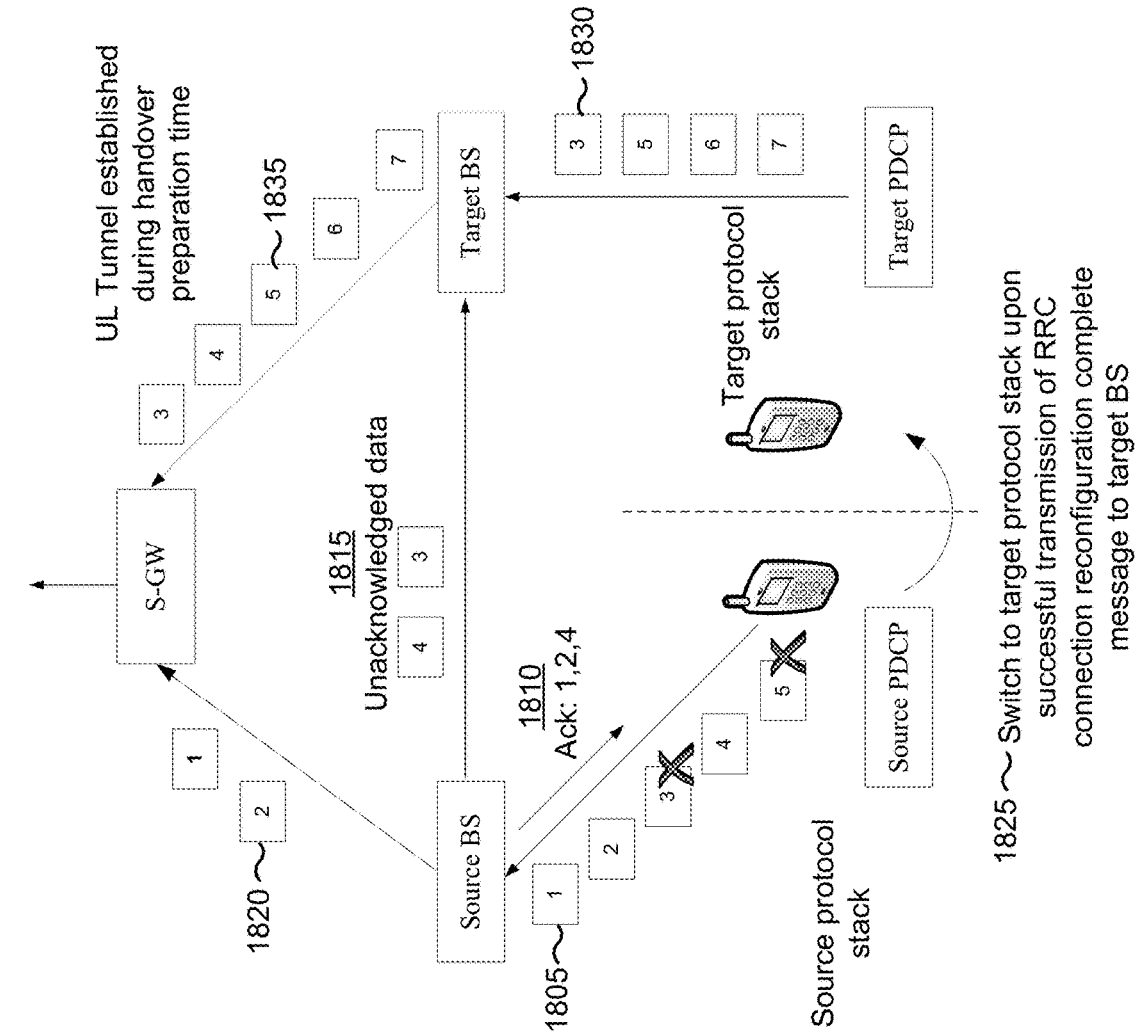 UL Tunnel established
during handover
preparation time
S-GW
1
2
1820
3
4
5
1835
6
7
1815
Unacknowledged data
4
3
Source BS
Target BS
1810
Ack: 1,2,4
1805
1
2
3
4
5
3
1830
5
6
7
Source protocol
stack
Target protocol
stack
Source PDCP
Target PDCP
1825 Switch to target protocol stack upon
successful transmission of RRC
connection reconfiguration complete
message to target BS